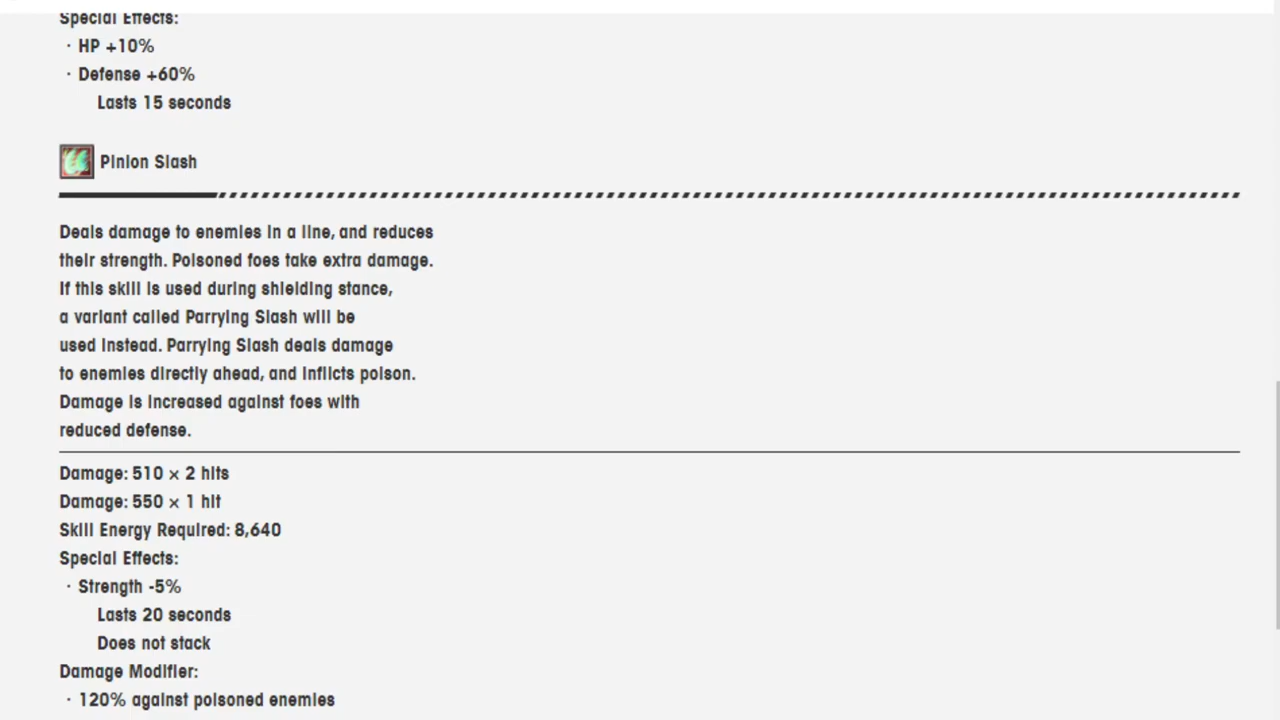 Special Effects:
・HP +10%
・Defense +60%
Lasts 15 seconds
Pinion Slash
Deals damage to enemies in a line, and reduces
their strength. Poisoned foes take extra damage.
If this skill is used during shielding stance,
a variant called Parrying Slash will be
used instead. Parrying Slash deals damage
to enemies directly ahead, and inflicts poison.
Damage is increased against foes with
reduced defense.
Damage: 510 × 2 hits
Damage: 550 × 1 hit
Skill Energy Required: 8,640
Special Effects:
・Strength -5%
Lasts 20 seconds
Does not stack
Damage Modifier:
・120% against poisoned enemies